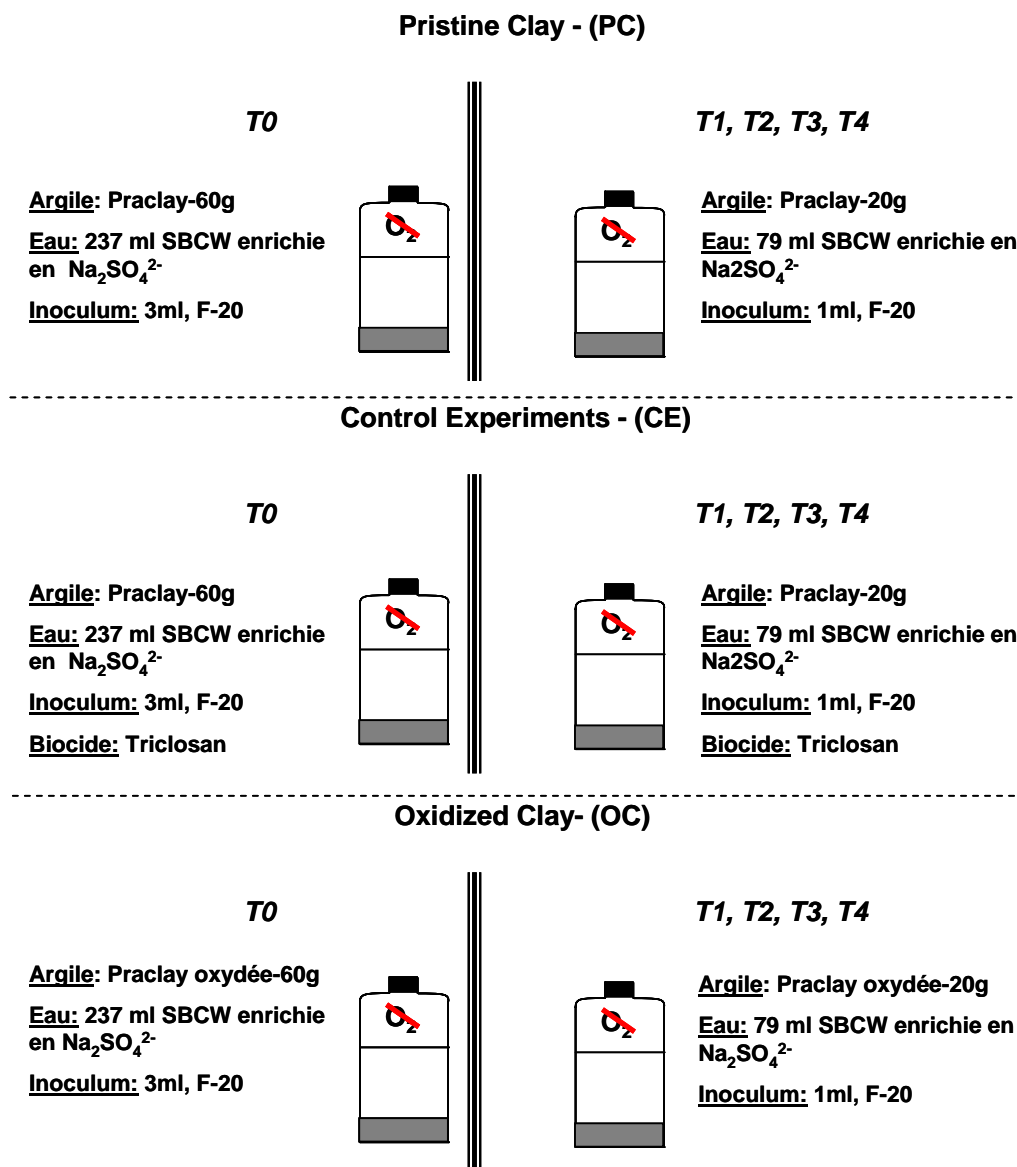 Pristine Clay - (PC)
T0
Argile: Praclay-60g
Eau: 237 ml SBCW enrichie
en Na₂SO₄²⁻
Inoculum: 3ml, F-20
O₂
T1, T2, T3, T4
O₂
Argile: Praclay-20g
Eau: 79 ml SBCW enrichie en
Na2SO₄²⁻
Inoculum: 1ml, F-20
Control Experiments - (CE)
T0
Argile: Praclay-60g
Eau: 237 ml SBCW enrichie
en Na₂SO₄²⁻
Inoculum: 3ml, F-20
Biocide: Triclosan
O₂
T1, T2, T3, T4
O₂
Argile: Praclay-20g
Eau: 79 ml SBCW enrichie en
Na2SO₄²⁻
Inoculum: 1ml, F-20
Biocide: Triclosan
Oxidized Clay- (OC)
T0
Argile: Praclay oxydée-60g
Eau: 237 ml SBCW enrichie
en Na₂SO₄²⁻
Inoculum: 3ml, F-20
O₂
T1, T2, T3, T4
O₂
Argile: Praclay oxydée-20g
Eau: 79 ml SBCW enrichie en
Na₂SO₄²⁻
Inoculum: 1ml, F-20